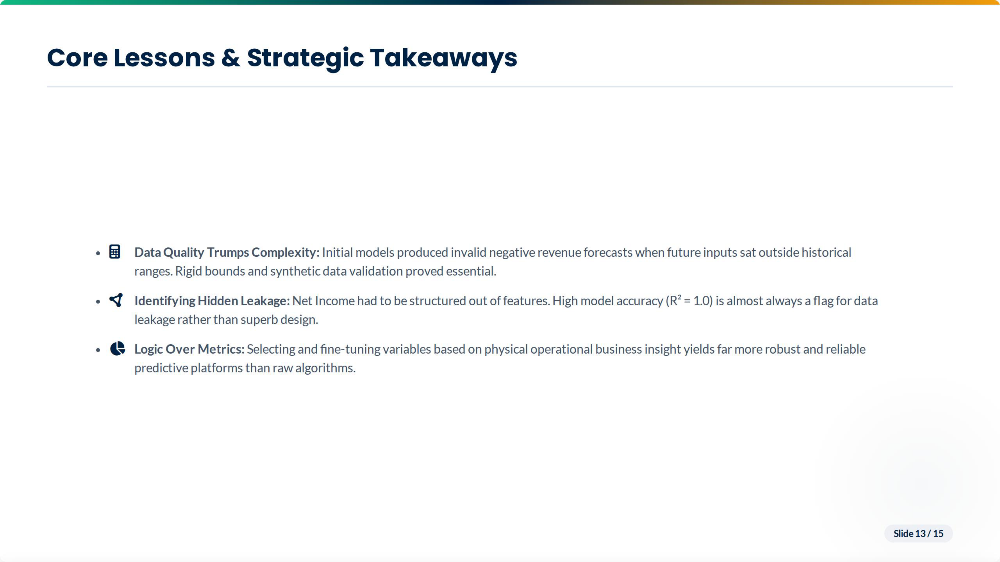 Core Lessons & Strategic Takeaways
• Data Quality Trumps Complexity: Initial models produced invalid negative revenue forecasts when future inputs sat outside historical
ranges. Rigid bounds and synthetic data validation proved essential.
• Identifying Hidden Leakage: Net Income had to be structured out of features. High model accuracy (R² = 1.0) is almost always a flag for data
leakage rather than superb design.
• Logic Over Metrics: Selecting and fine-tuning variables based on physical operational business insight yields far more robust and reliable
predictive platforms than raw algorithms.
Slide 13 / 15